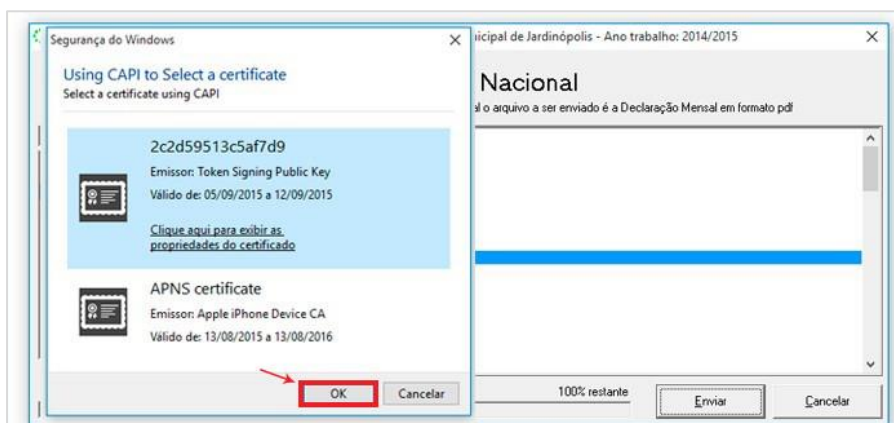 Segurança do Windows
icipal de Jardinópolis - Ano trabalho: 2014/2015
Using CAPI to Select a certificate
Select a certificate using CAPI
Nacional
o arquivo a ser enviado é a Declaração Mensal em formato pdf
2c2d59513c5af7d9
Emissor: Token Signing Public Key
Válido de: 05/09/2015 a 12/09/2015
Clique aqui para exibir as
propriedades do certificado
APNS certificate
Emissor: Apple iPhone Device CA
Válido de: 13/08/2015 a 13/08/2016
OK
Cancelar
100% restante
Enviar
Cancelar